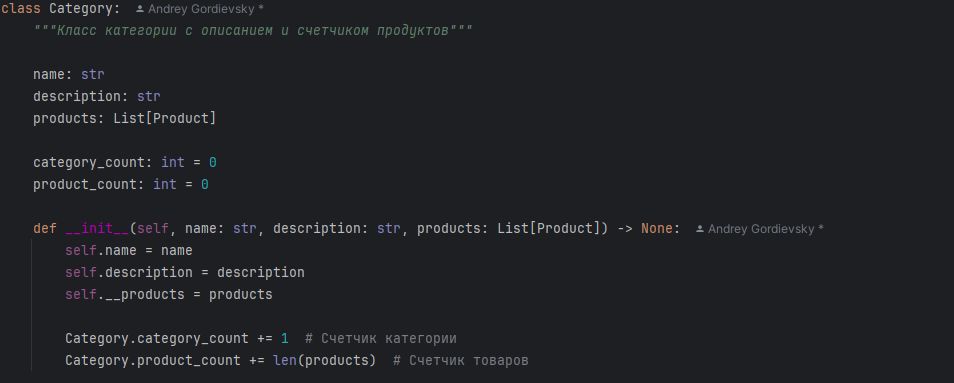 class Category: Andrey Gordievsky *
"""Класс категории с описанием и счетчиком продуктов"""
name: str
description: str
products: List[Product]
category_count: int = 0
product_count: int = 0
def __init__(self, name: str, description: str, products: List[Product]) -> None: Andrey Gordievsky *
self.name = name
self.description = description
self.__products = products
Category.category_count += 1  # Счетчик категории
Category.product_count += len(products)  # Счетчик товаров